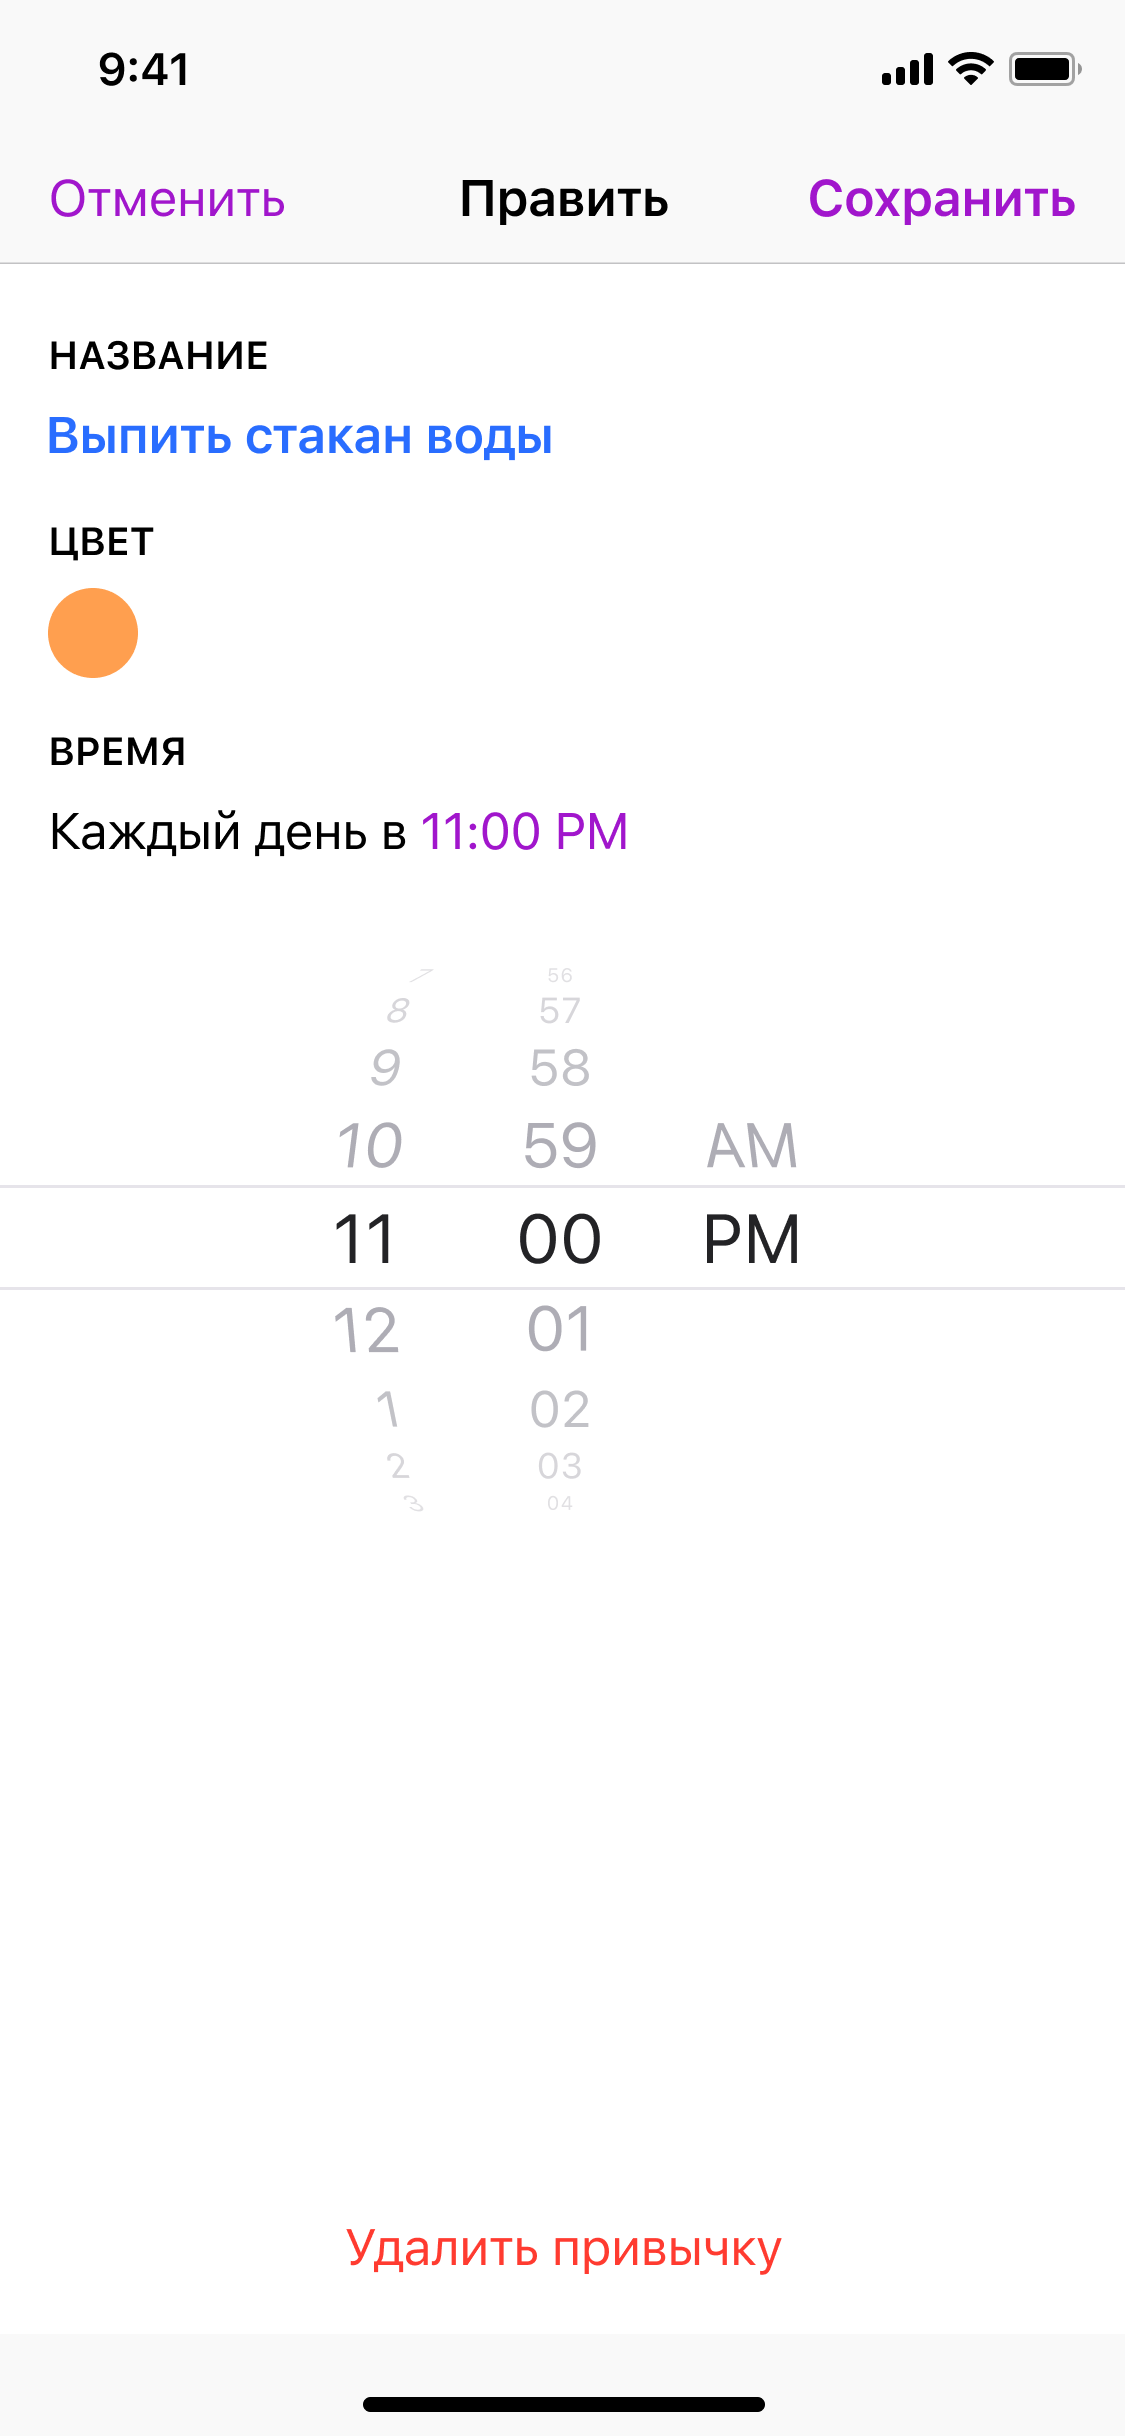 9:41
Отменить Править Сохранить
НАЗВАНИЕ
Выпить стакан воды
ЦВЕТ
ВРЕМЯ
Каждый день в 11:00 PM
7 56
8 57
9 58
10 59 AM
11 00 PM
12 01
1 02
2 03
3 04
Удалить привычку